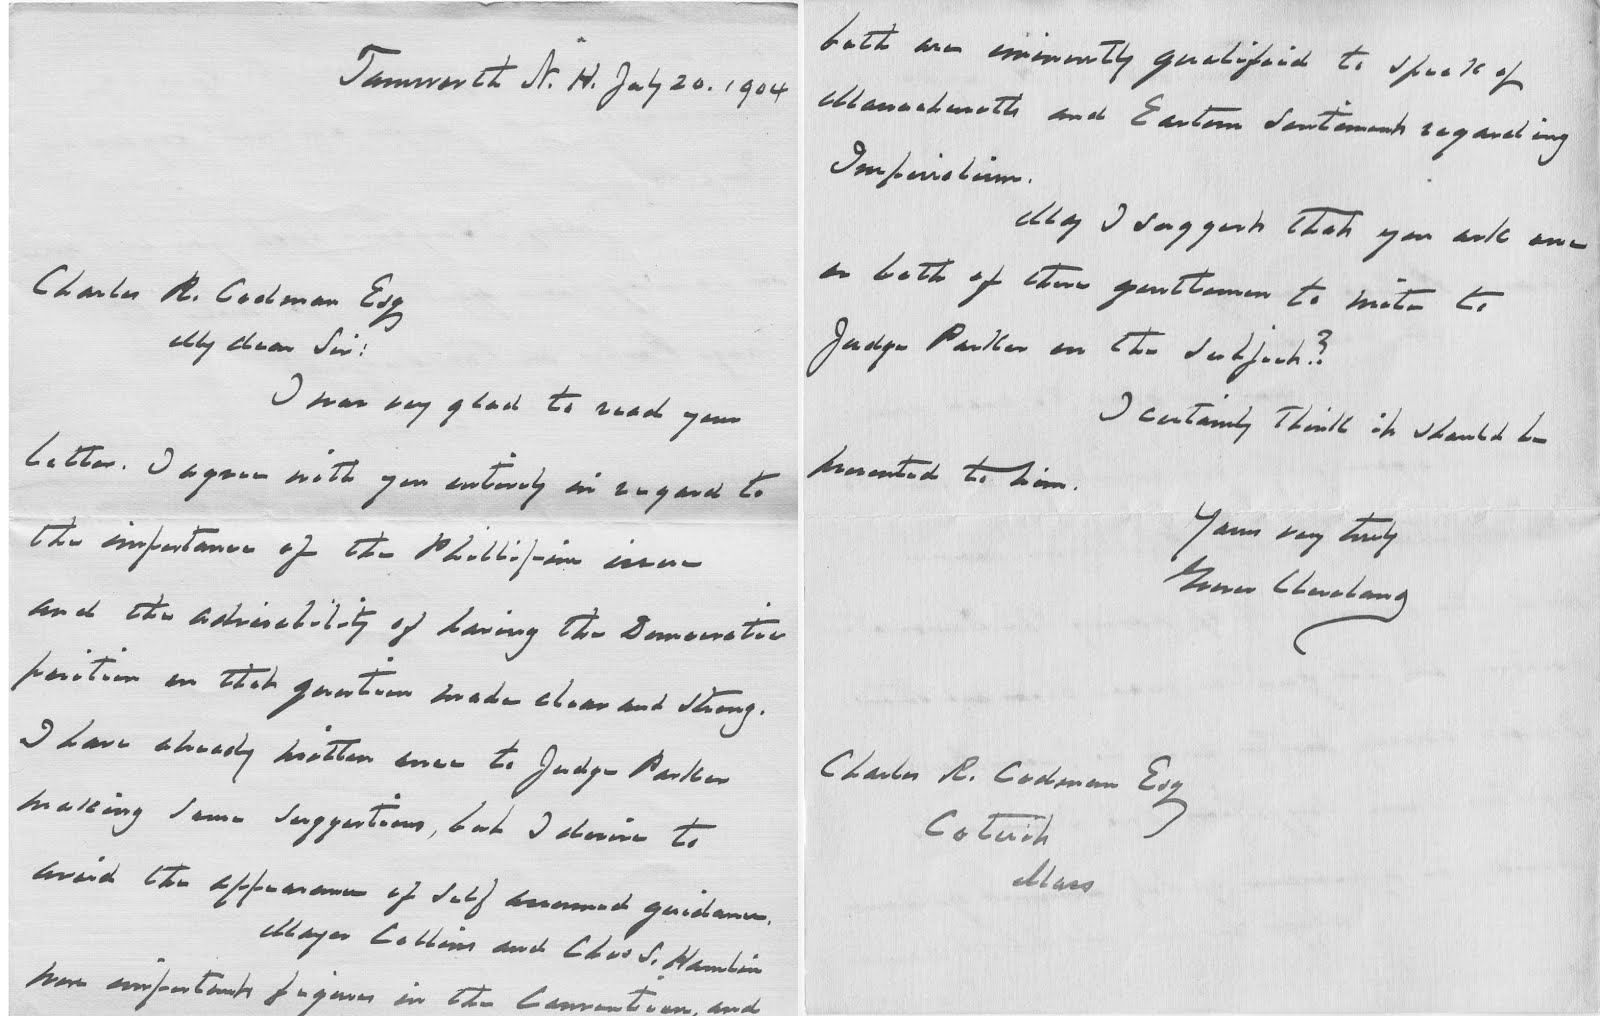 Tamworth N. H. July 20. 1904
Charles R. Codman Esq
My dear Sir:
I was very glad to read your
letter. I agree with you entirely in regard to
the importance of the Phillipine issue
and the advisability of having the Democratic
position on that question made clear and strong.
I have already written once to Judge Parker
making some suggestions, but I desire to
avoid the appearance of self assumed guidance.
Mayor Collins and Chas S. Hamlin
were important figures in the Convention, and
both are eminently qualified to speak of
Massachusetts and Eastern Sentiment regarding
Imperialism.
May I suggest that you ask one
or both of these gentlemen to write to
Judge Parker on the subject?
I certainly think it should be
presented to him.
Yours very truly
Grover Cleveland
Charles R. Codman Esq
Cotuit
Mass